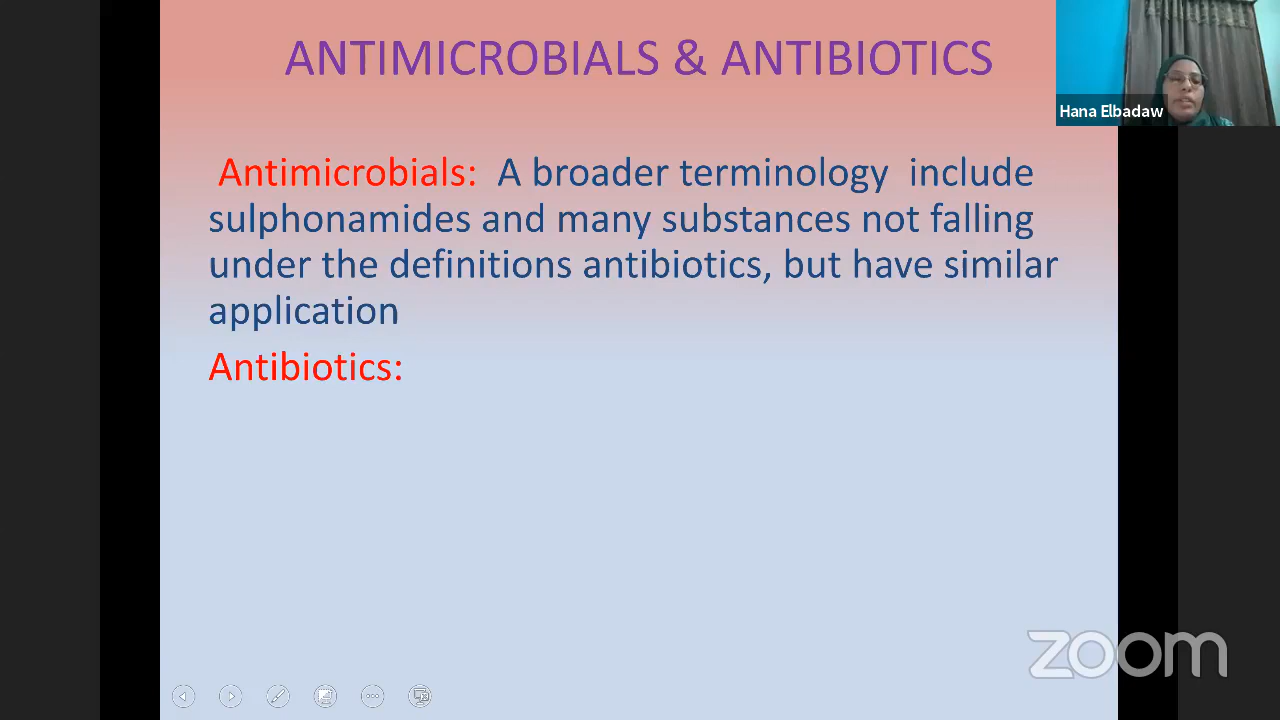 ANTIMICROBIALS & ANTIBIOTICS
Hana Elbadaw
Antimicrobials: A broader terminology include
sulphonamides and many substances not falling
under the definitions antibiotics, but have similar
application
Antibiotics:
zoom